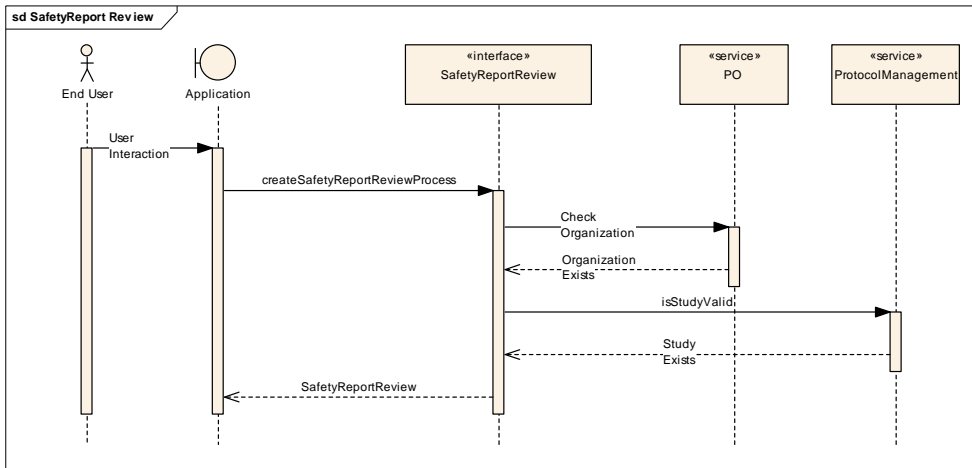 sd SafetyReport Review
«interface»
SafetyReportReview
«service»
PO
«service»
ProtocolManagement
End User
Application
User
Interaction
createSafetyReportReviewProcess
Check
Organization
Organization
Exists
isStudyValid
Study
Exists
SafetyReportReview